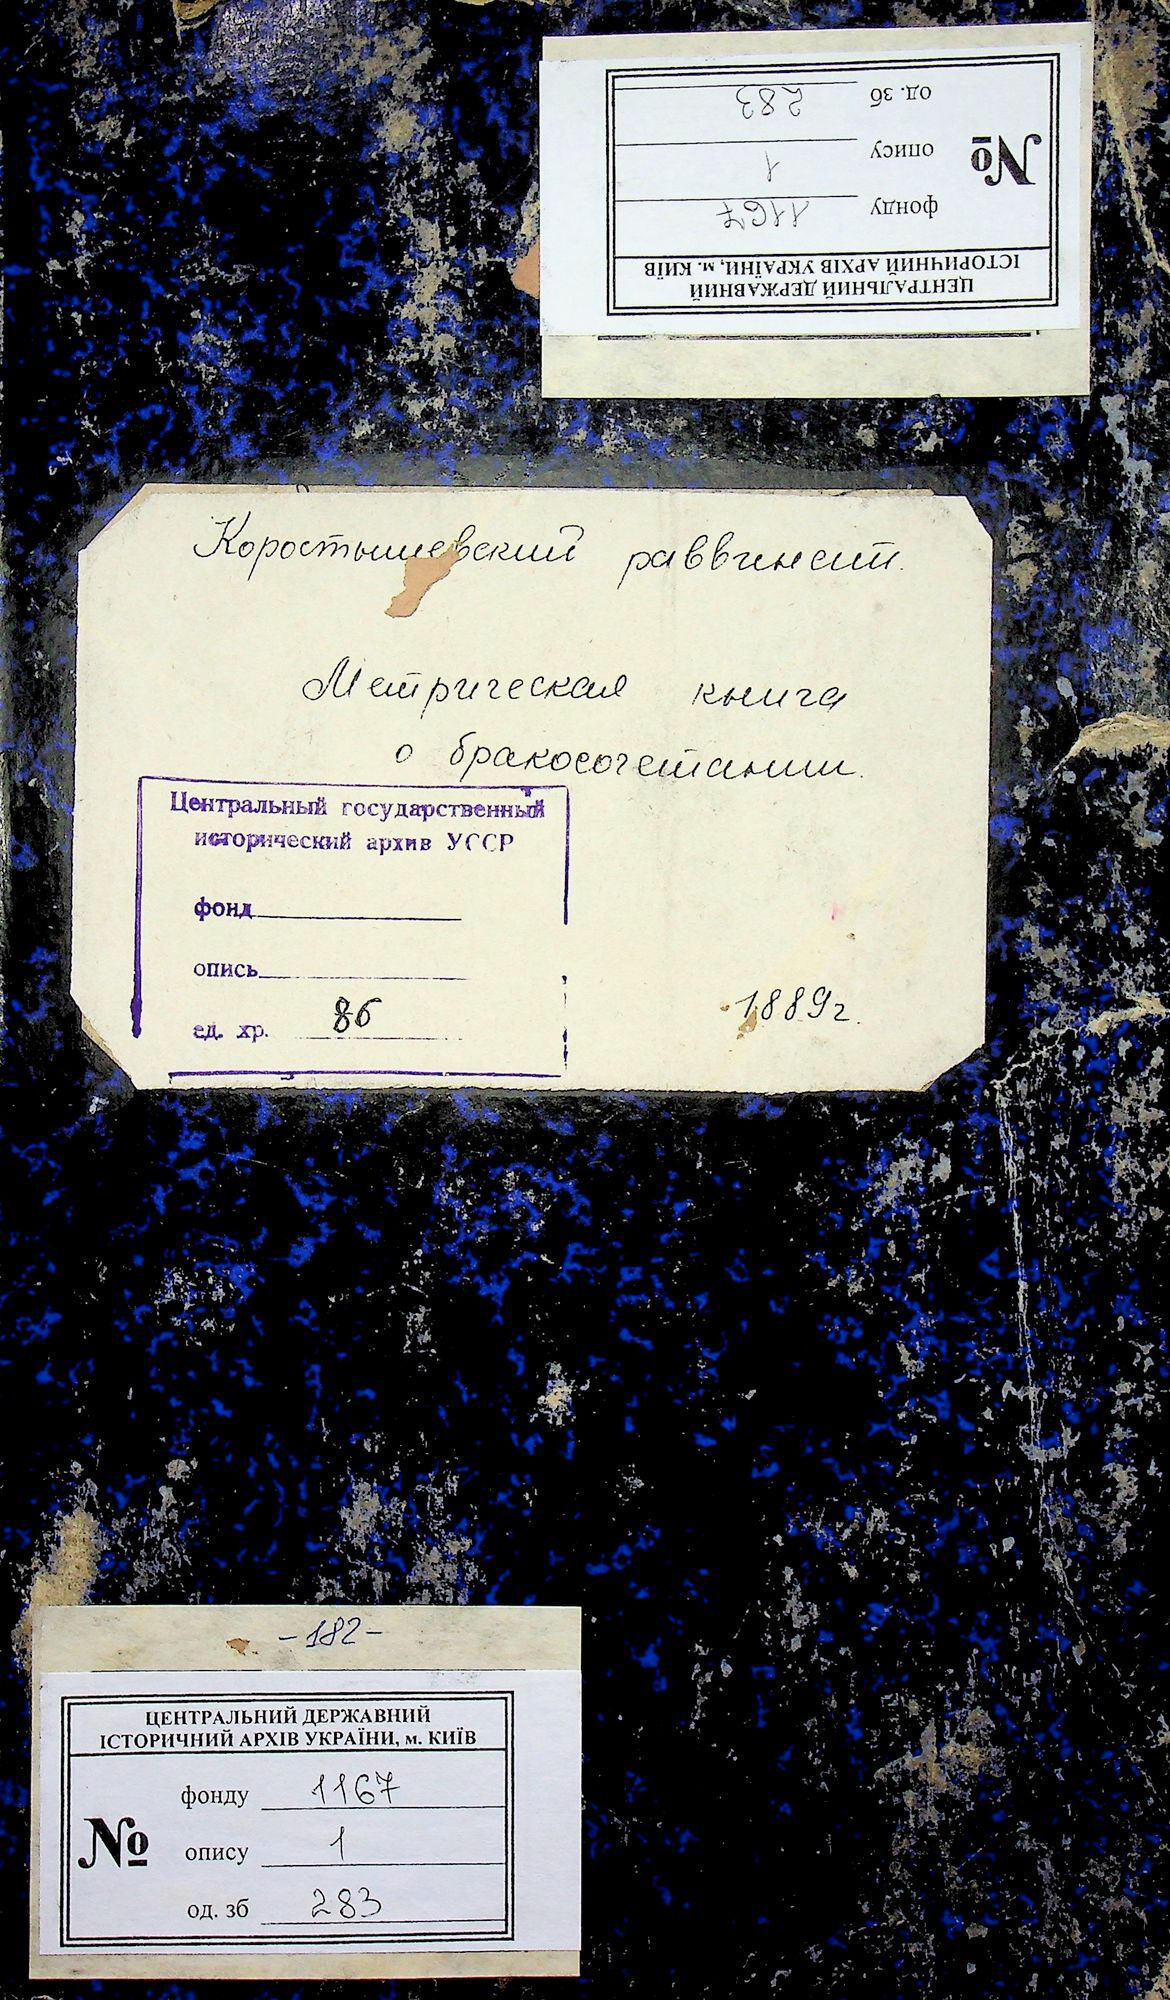 ЦЕНТРАЛЬНИЙ ДЕРЖАВНИЙ
ІСТОРИЧНИЙ АРХІВ УКРАЇНИ, м. КИЇВ
фонду 1167
№ опису 1
од. зб 283
Коростышевский раввинат.
Метрическая книга
о бракосочетании.
Центральный государственный
исторический архив УССР
фонд
опись
ед. хр. 86
1889г.
-182-
ЦЕНТРАЛЬНИЙ ДЕРЖАВНИЙ
ІСТОРИЧНИЙ АРХІВ УКРАЇНИ, м. КИЇВ
фонду 1167
№ опису 1
од. зб 283